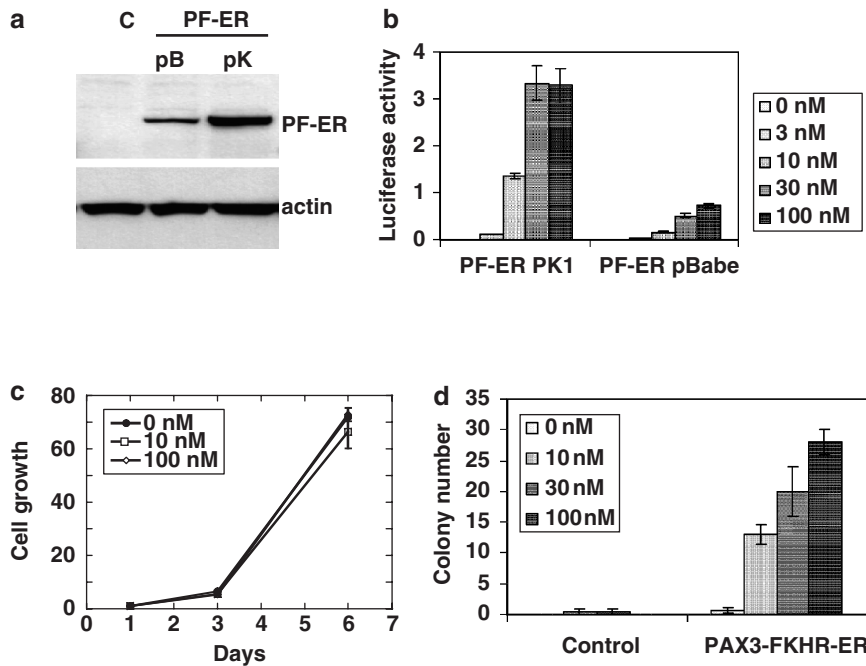 a
C
PF-ER
pB
pK
PF-ER
actin
b
Luciferase activity
4
3
2
1
0
PF-ER PK1
PF-ER pBabe
0 nM
3 nM
10 nM
30 nM
100 nM
c
Cell growth
80
60
40
20
0
0 nM
10 nM
100 nM
0 1 2 3 4 5 6 7
Days
d
Colony number
35
30
25
20
15
10
5
0
0 nM
10 nM
30 nM
100 nM
Control
PAX3-FKHR-ER